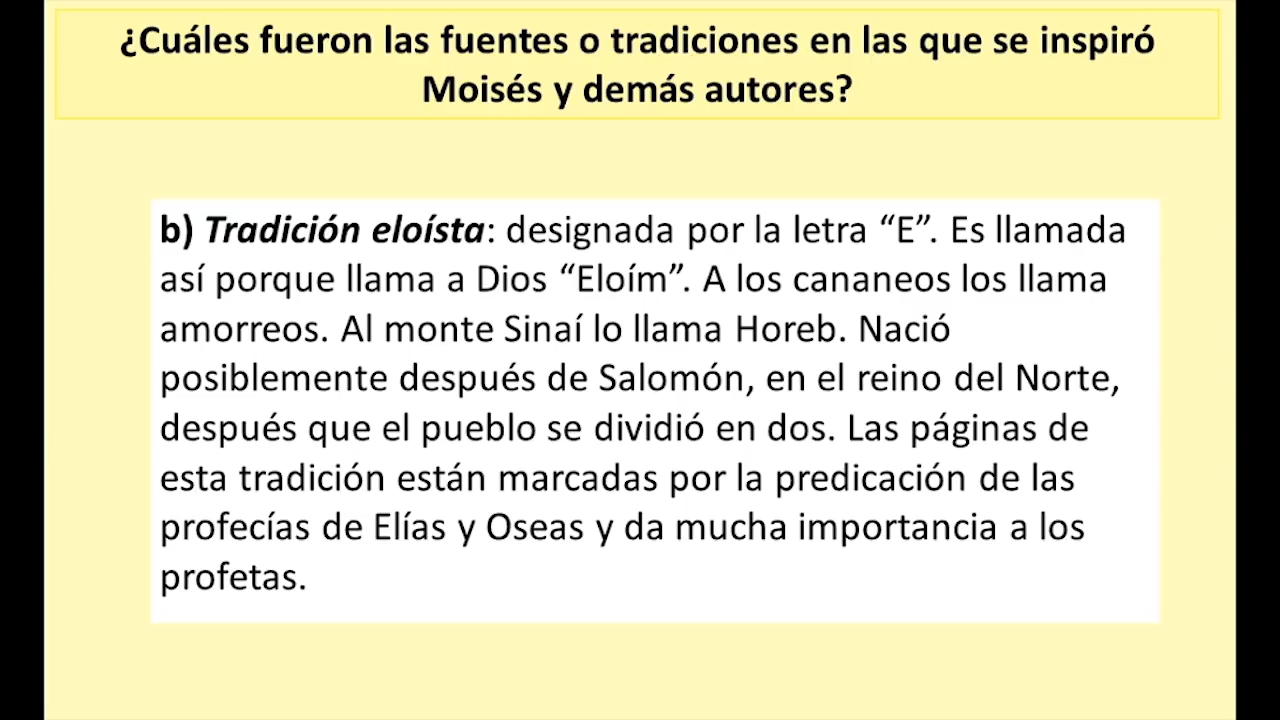 ¿Cuáles fueron las fuentes o tradiciones en las que se inspiró
Moisés y demás autores?
b) Tradición eloísta: designada por la letra “E”. Es llamada
así porque llama a Dios “Eloím”. A los cananeos los llama
amorreos. Al monte Sinaí lo llama Horeb. Nació
posiblemente después de Salomón, en el reino del Norte,
después que el pueblo se dividió en dos. Las páginas de
esta tradición están marcadas por la predicación de las
profecías de Elías y Oseas y da mucha importancia a los
profetas.